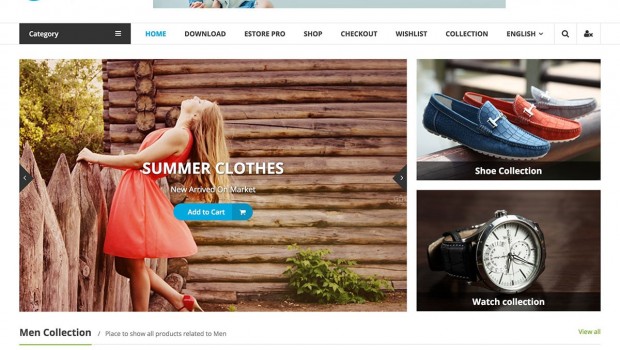 Category
HOME
DOWNLOAD
ESTORE PRO
SHOP
CHECKOUT
WISHLIST
COLLECTION
ENGLISH
SUMMER CLOTHES
New Arrived On Market
Add to Cart
Shoe Collection
Watch collection
Men Collection / Place to show all products related to Men
View all